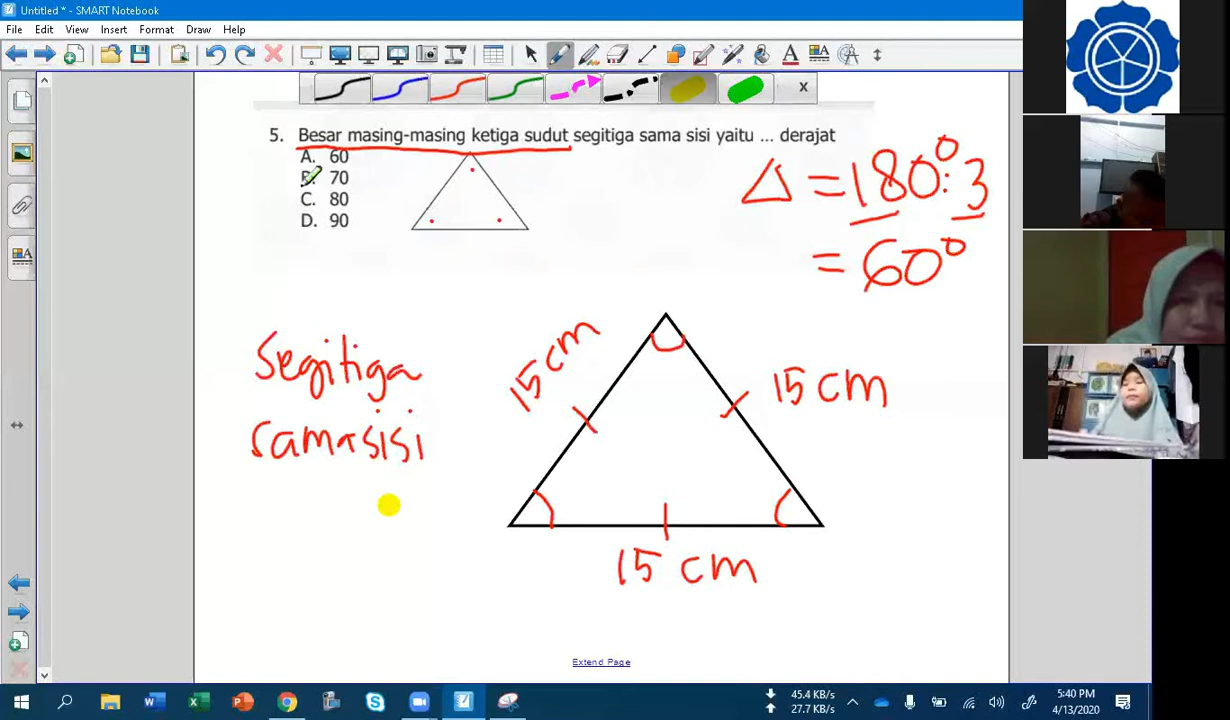 Untitled * - SMART Notebook
File Edit View Insert Format Draw Help
x
5. Besar masing-masing ketiga sudut segitiga sama sisi yaitu ... derajat
A. 60
B. 70
C. 80
D. 90
= 180° : 3
= 60°
Segitiga
samasisi
15 cm
15 cm
15 cm
Extend Page
45.4 KB/s
27.7 KB/s
5:40 PM
4/13/2020